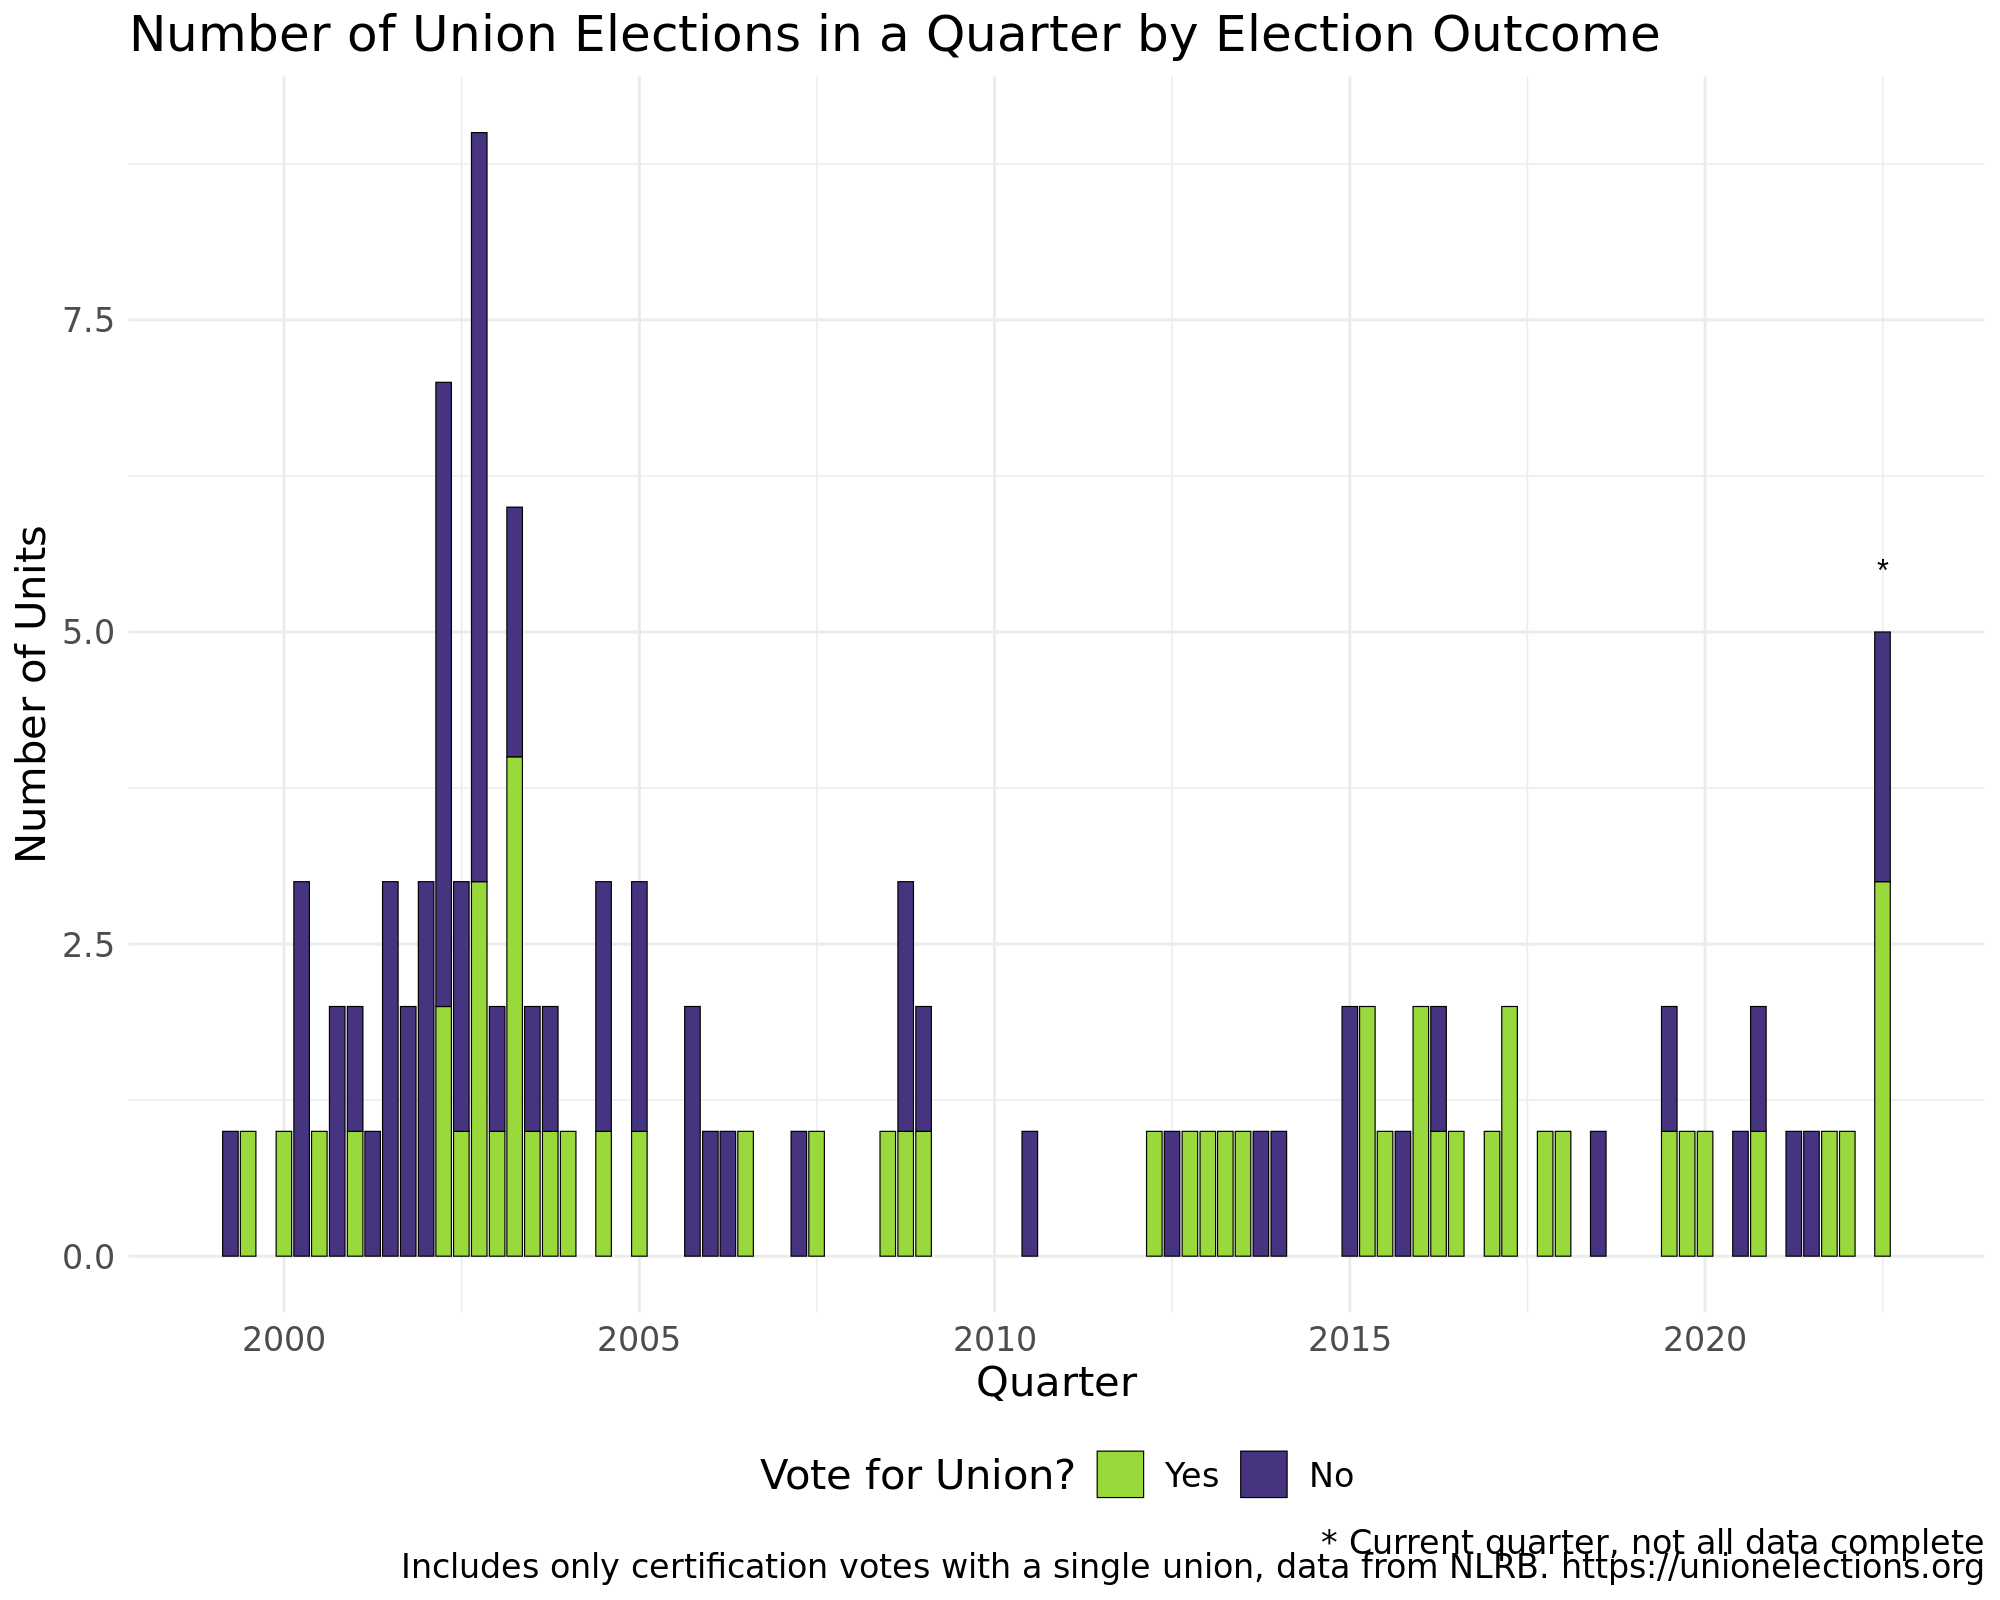 Number of Union Elections in a Quarter by Election Outcome
Number of Units
7.5
5.0
2.5
0.0
*
2000 2005 2010 2015 2020
Quarter
Vote for Union? Yes No
* Current quarter, not all data complete
Includes only certification votes with a single union, data from NLRB. https://unionelections.org